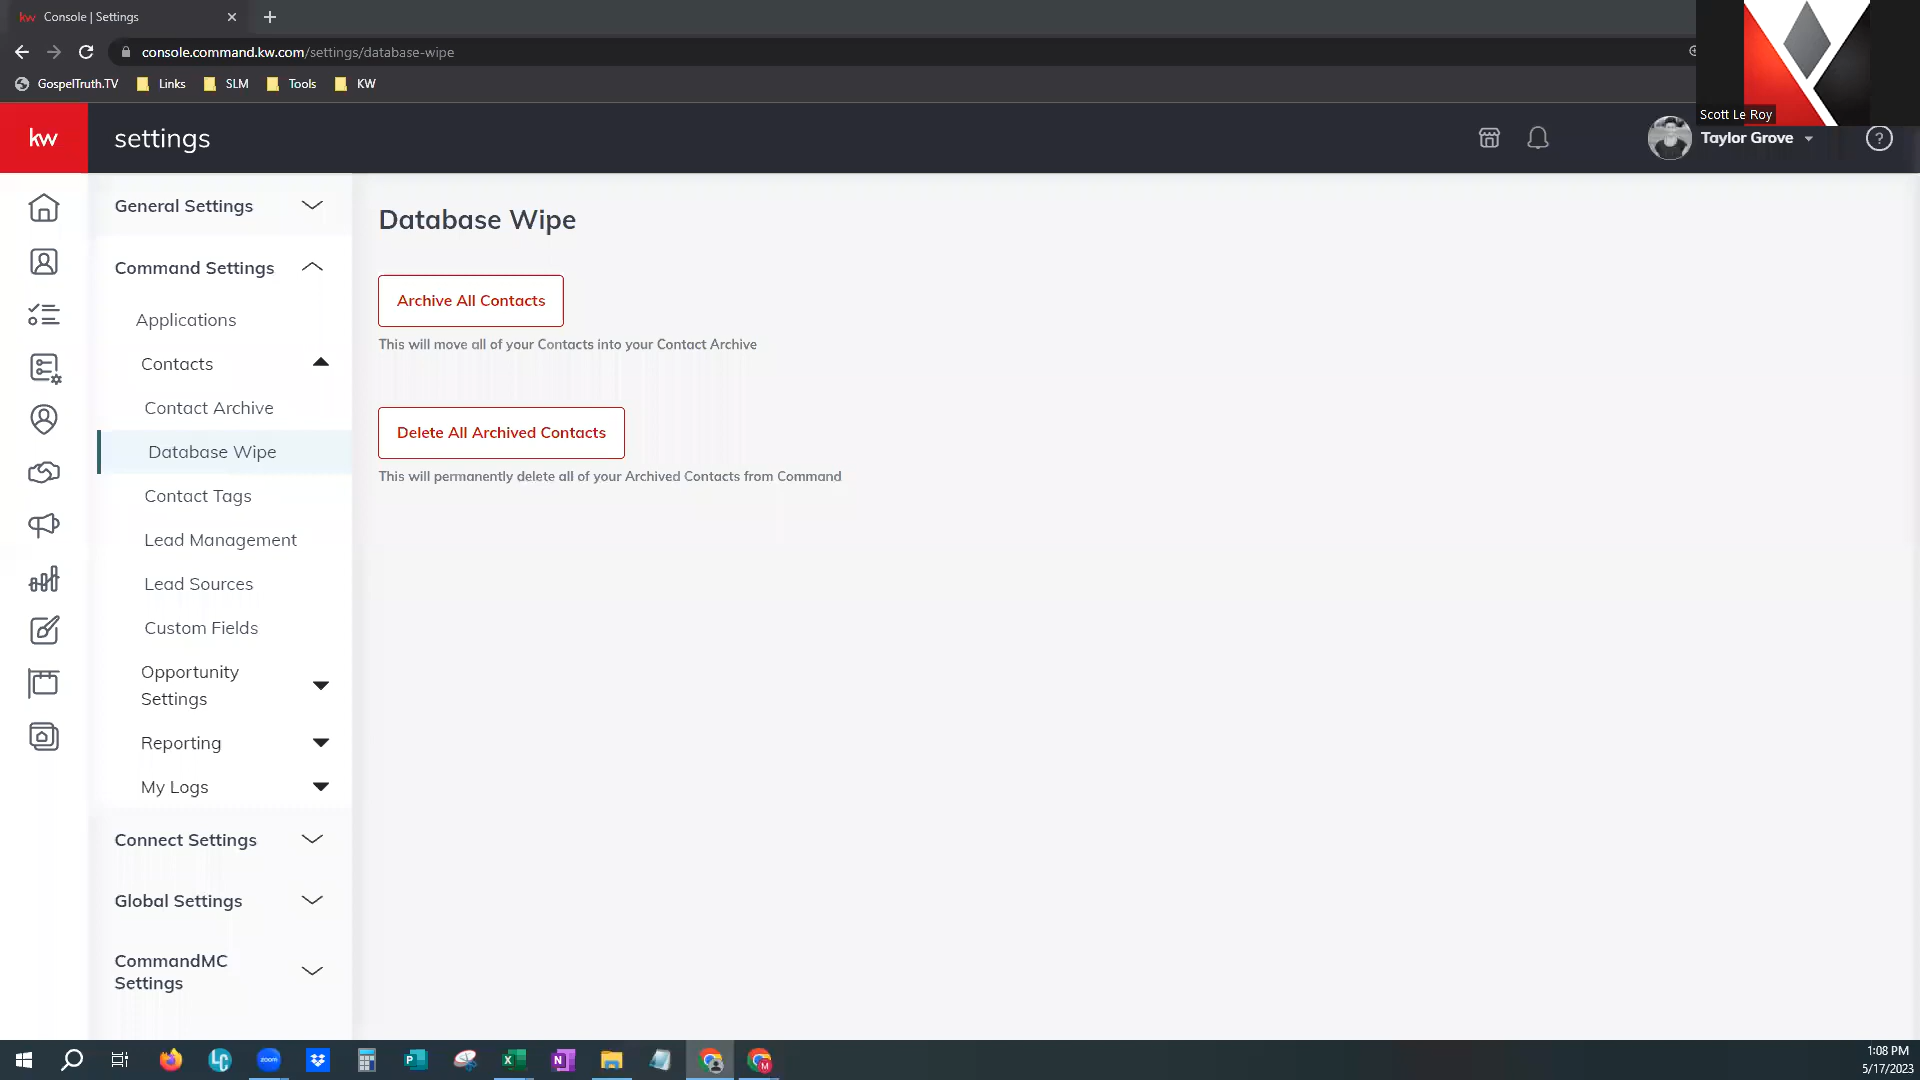 kw Console | Settings
console.command.kw.com/settings/database-wipe
GospelTruth.TV Links SLM Tools KW
Scott Le Roy
kw settings Taylor Grove ?
General Settings
Command Settings
Applications
Contacts
Contact Archive
Database Wipe
Contact Tags
Lead Management
Lead Sources
Custom Fields
Opportunity
Settings
Reporting
My Logs
Connect Settings
Global Settings
CommandMC
Settings
Database Wipe
Archive All Contacts
This will move all of your Contacts into your Contact Archive
Delete All Archived Contacts
This will permanently delete all of your Archived Contacts from Command
LC zoom P X N M
1:08 PM
5/17/2023